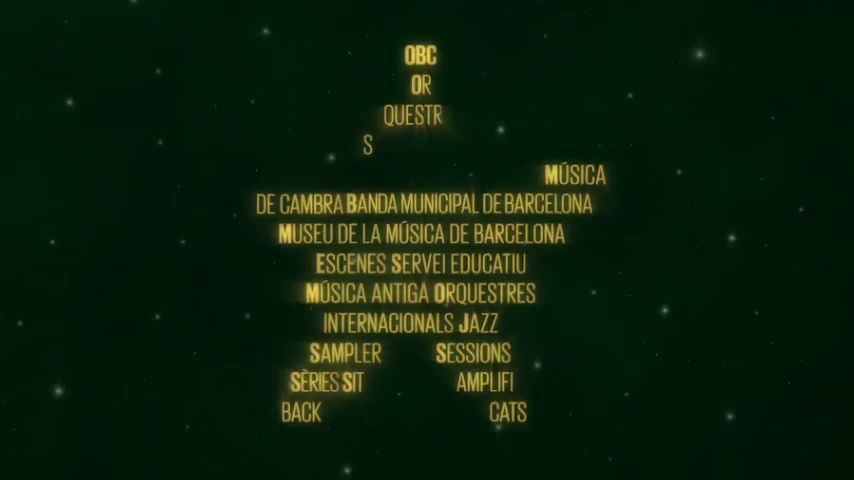 OBC
OR
QUESTR
S
MÚSICA
DE CAMBRA BANDA MUNICIPAL DE BARCELONA
MUSEU DE LA MÚSICA DE BARCELONA
ESCENES SERVEI EDUCATIU
MÚSICA ANTIGA ORQUESTRES
INTERNACIONALS JAZZ
SAMPLER SESSIONS
SÈRIES SIT AMPLIFI
BACK CATS